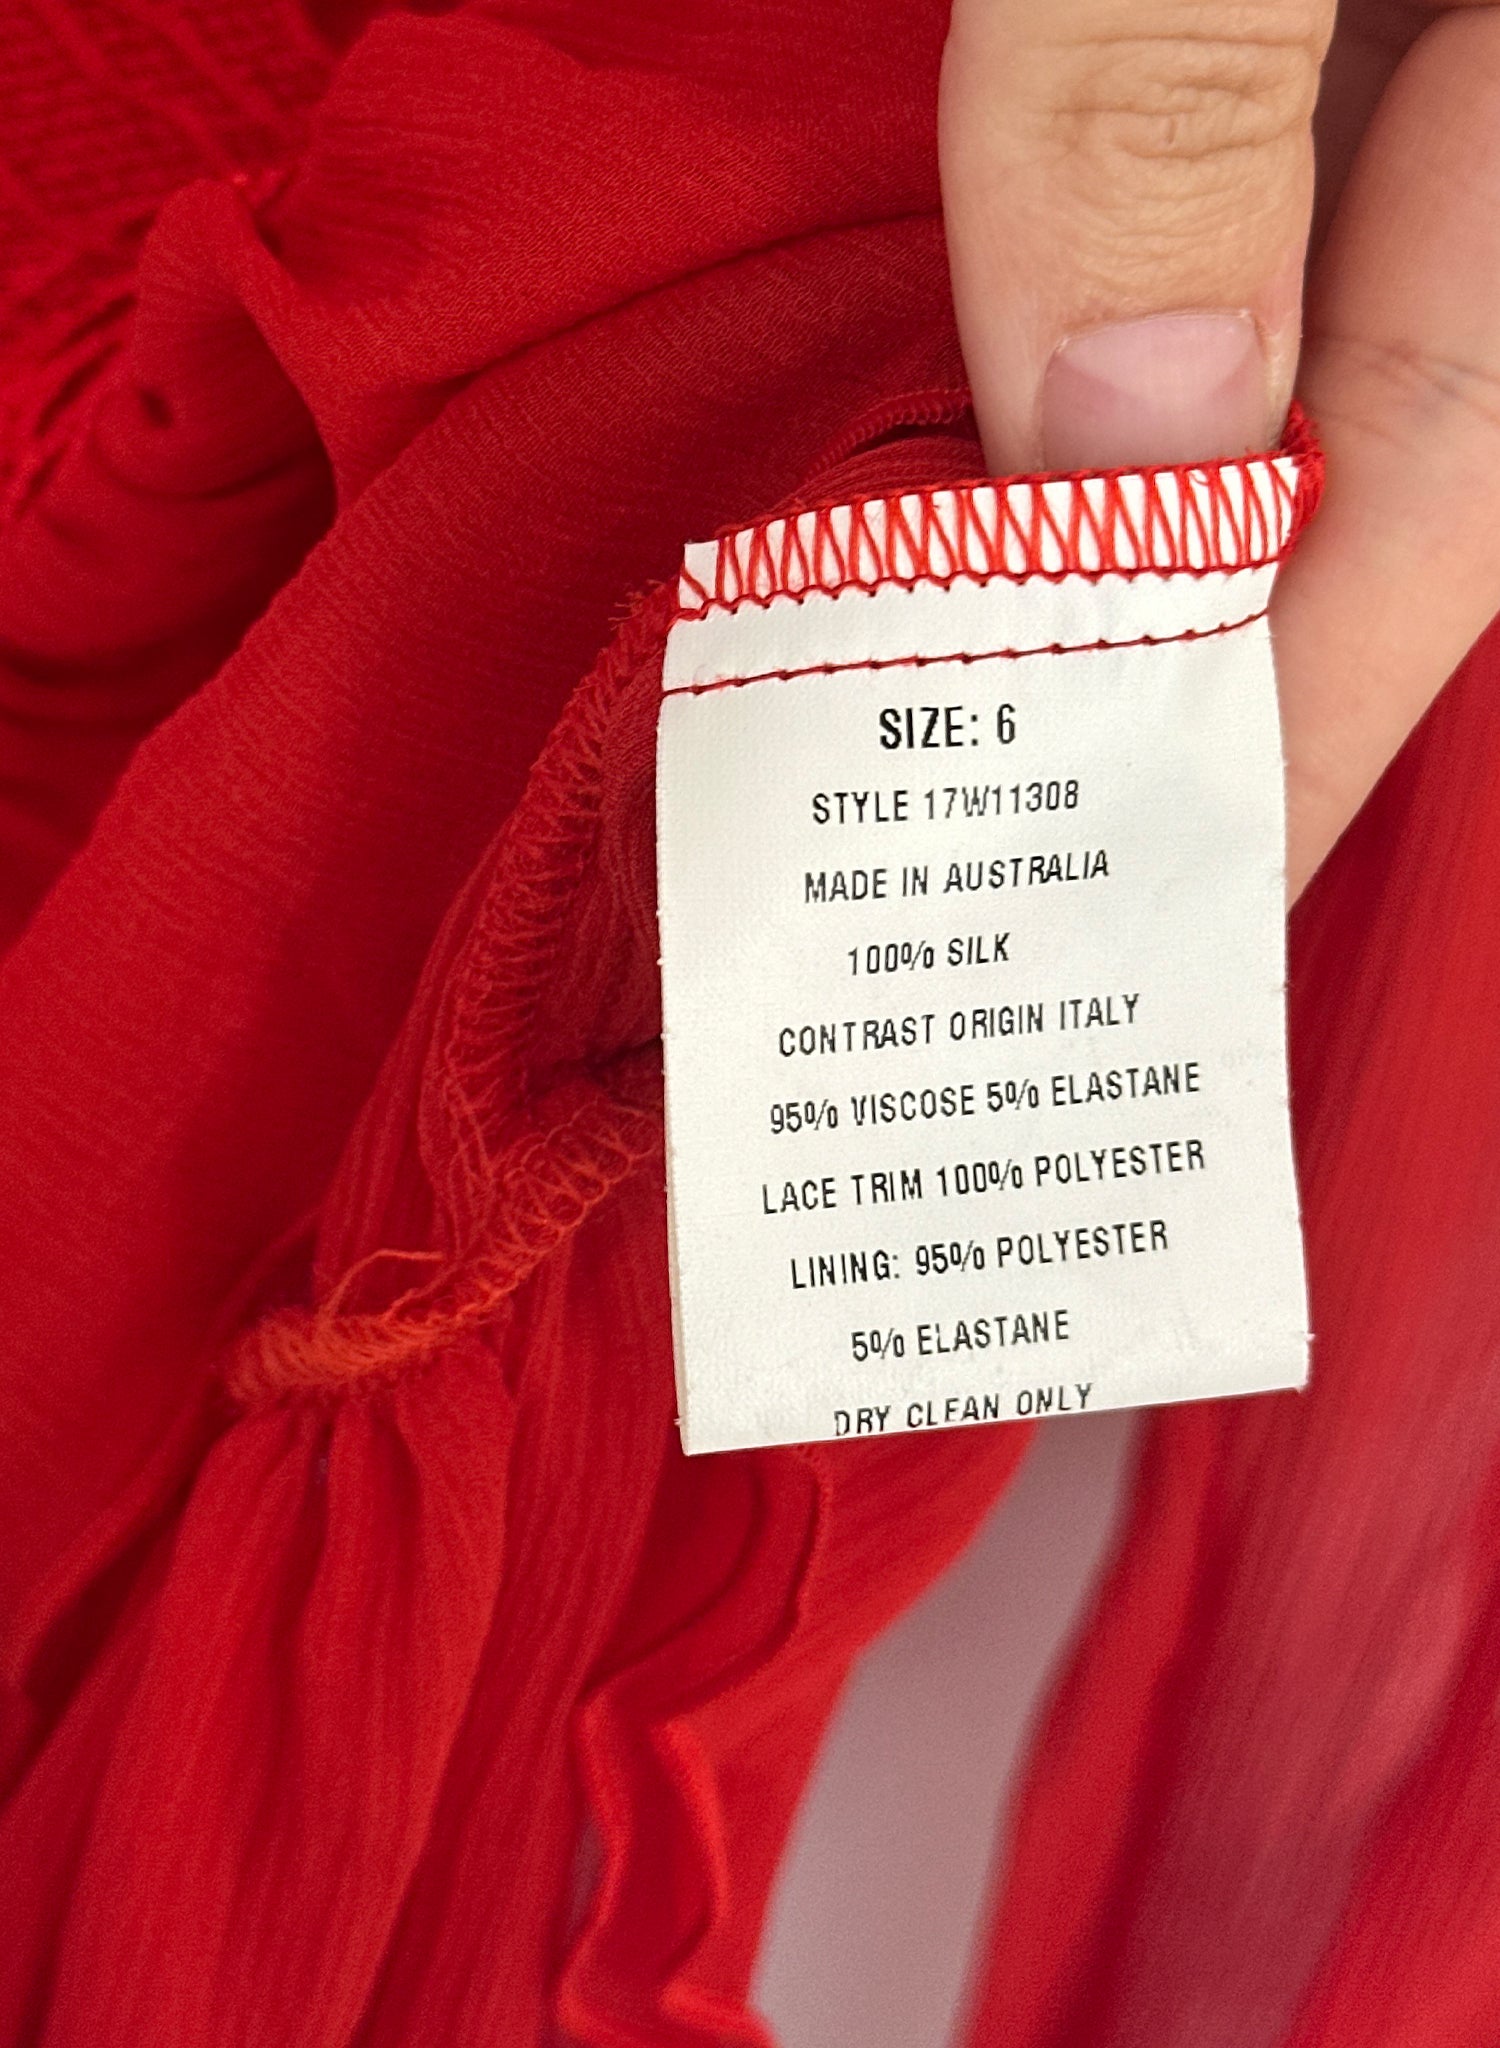 SIZE: 6
STYLE 17W11308
MADE IN AUSTRALIA
100% SILK
CONTRAST ORIGIN ITALY
95% VISCOSE 5% ELASTANE
LACE TRIM 100% POLYESTER
LINING: 95% POLYESTER
5% ELASTANE
DRY CLEAN ONLY